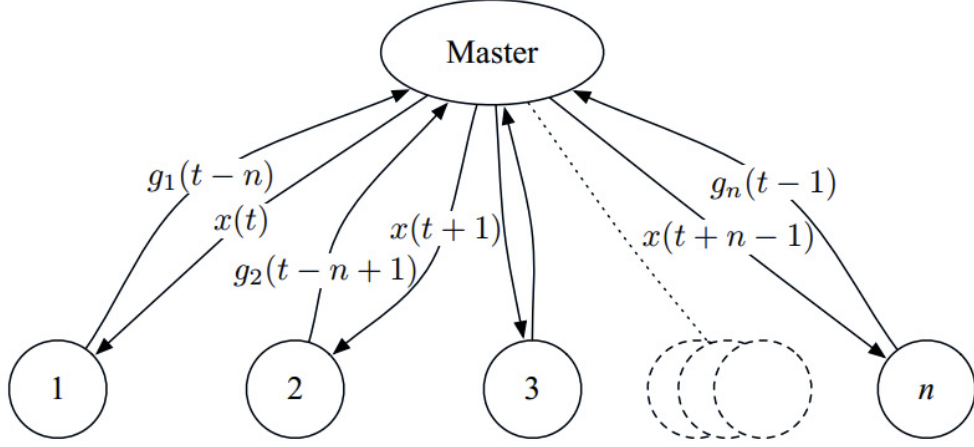 Master
g₁(t − n)
gₙ(t − 1)
x(t)
x(t + 1)
x(t + n − 1)
g₂(t − n + 1)
1
2
3
n